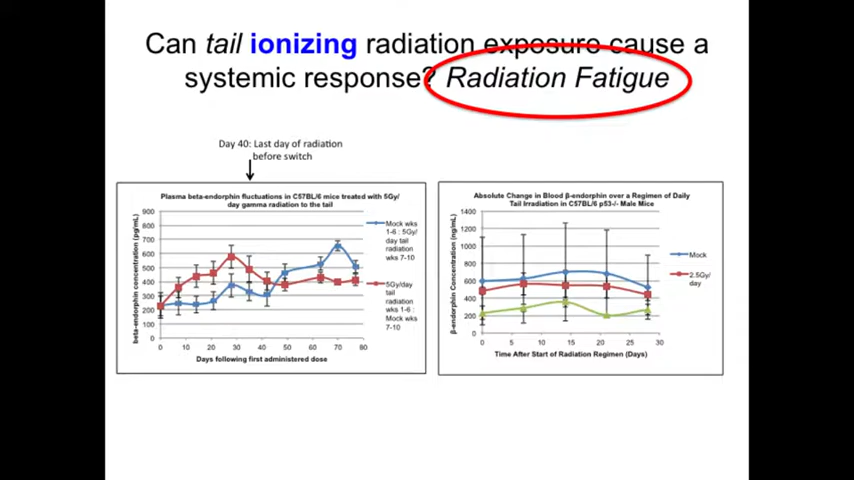 Can tail ionizing radiation exposure cause a
systemic response? Radiation Fatigue
Day 40: Last day of radiation
before switch
Plasma beta-endorphin fluctuations in C57BL/6 mice treated with 5Gy/
day gamma radiation to the tail
beta-endorphin concentration (pg/mL)
900
800
700
600
500
400
300
200
100
0
0 10 20 30 40 50 60 70 80
Days following first administered dose
Mock wks
1-6 : 5Gy/
day tail
radiation
wks 7-10
5Gy/day
tail
radiation
wks 1-6 :
Mock wks
7-10
Absolute Change in Blood β-endorphin over a Regimen of Daily
Tail Irradiation in C57BL/6 p53-/- Male Mice
β-endorphin Concentration (ng/mL)
1400
1200
1000
800
600
400
200
0
0 5 10 15 20 25 30
Time After Start of Radiation Regimen (Days)
Mock
2.5Gy/
day